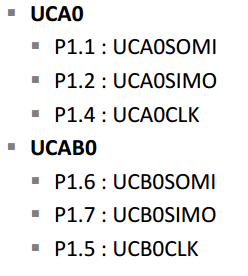 ▪ UCA0
▪ P1.1 : UCA0SOMI
▪ P1.2 : UCA0SIMO
▪ P1.4 : UCA0CLK
▪ UCAB0
▪ P1.6 : UCB0SOMI
▪ P1.7 : UCB0SIMO
▪ P1.5 : UCB0CLK